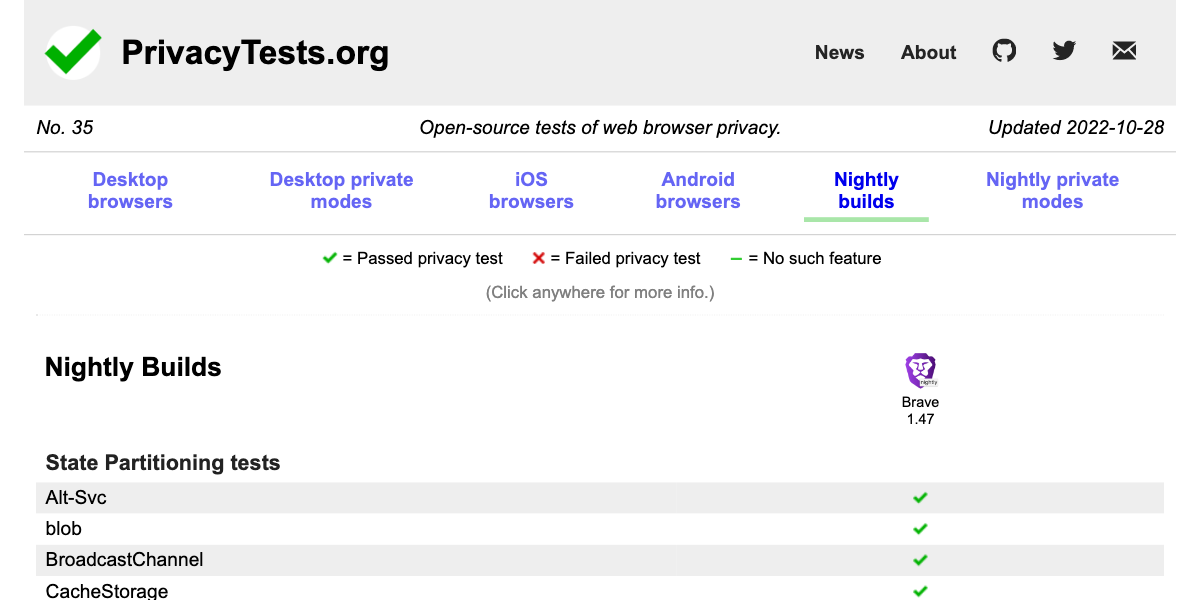 PrivacyTests.org
News About
No. 35 Open-source tests of web browser privacy. Updated 2022-10-28
Desktop browsers
Desktop private modes
iOS browsers
Android browsers
Nightly builds
Nightly private modes
= Passed privacy test = Failed privacy test = No such feature
(Click anywhere for more info.)
Nightly Builds
nightly
Brave
1.47
State Partitioning tests
Alt-Svc
blob
BroadcastChannel
CacheStorage